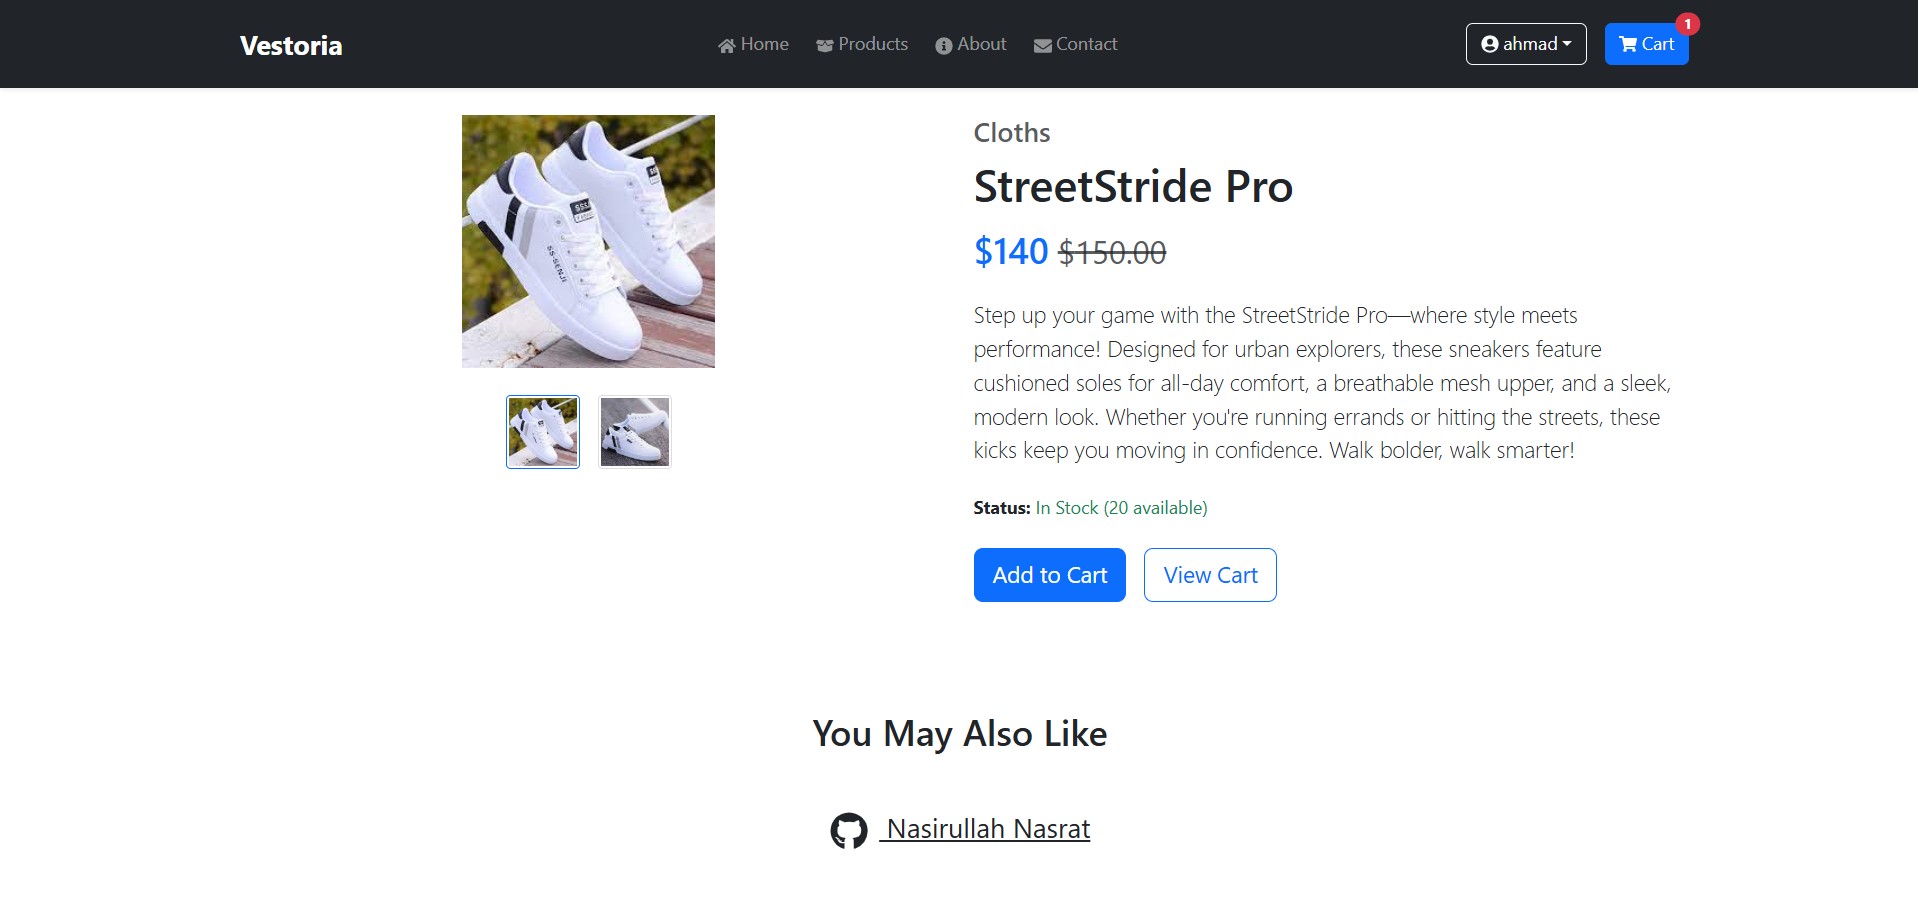 Vestoria
Home Products About Contact
ahmad
Cart
1
SS-SENJI
Cloths
StreetStride Pro
$140 $150.00
Step up your game with the StreetStride Pro—where style meets
performance! Designed for urban explorers, these sneakers feature
cushioned soles for all-day comfort, a breathable mesh upper, and a sleek,
modern look. Whether you're running errands or hitting the streets, these
kicks keep you moving in confidence. Walk bolder, walk smarter!
Status: In Stock (20 available)
Add to Cart View Cart
You May Also Like
Nasirullah Nasrat